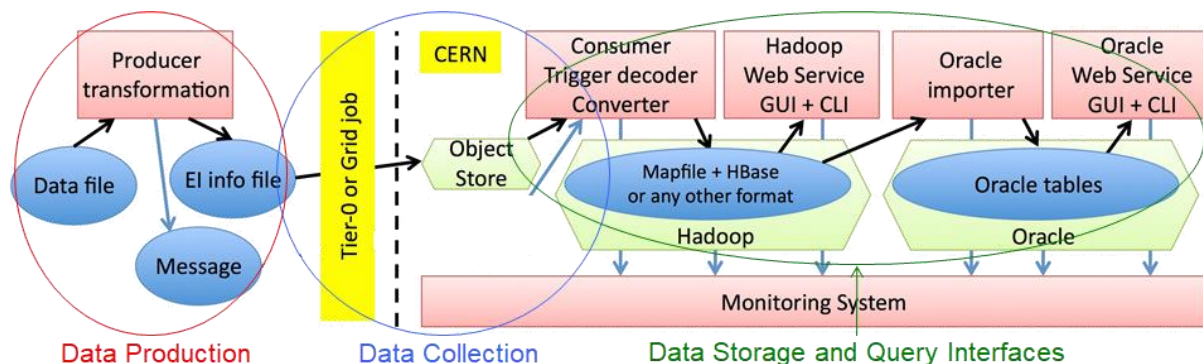 Producer
transformation
Data file
EI info file
Message
Tier-0 or Grid job
CERN
Object
Store
Consumer
Trigger decoder
Converter
Hadoop
Web Service
GUI + CLI
Oracle
importer
Oracle
Web Service
GUI + CLI
Mapfile + HBase
or any other format
Hadoop
Oracle tables
Oracle
Monitoring System
Data Production
Data Collection
Data Storage and Query Interfaces